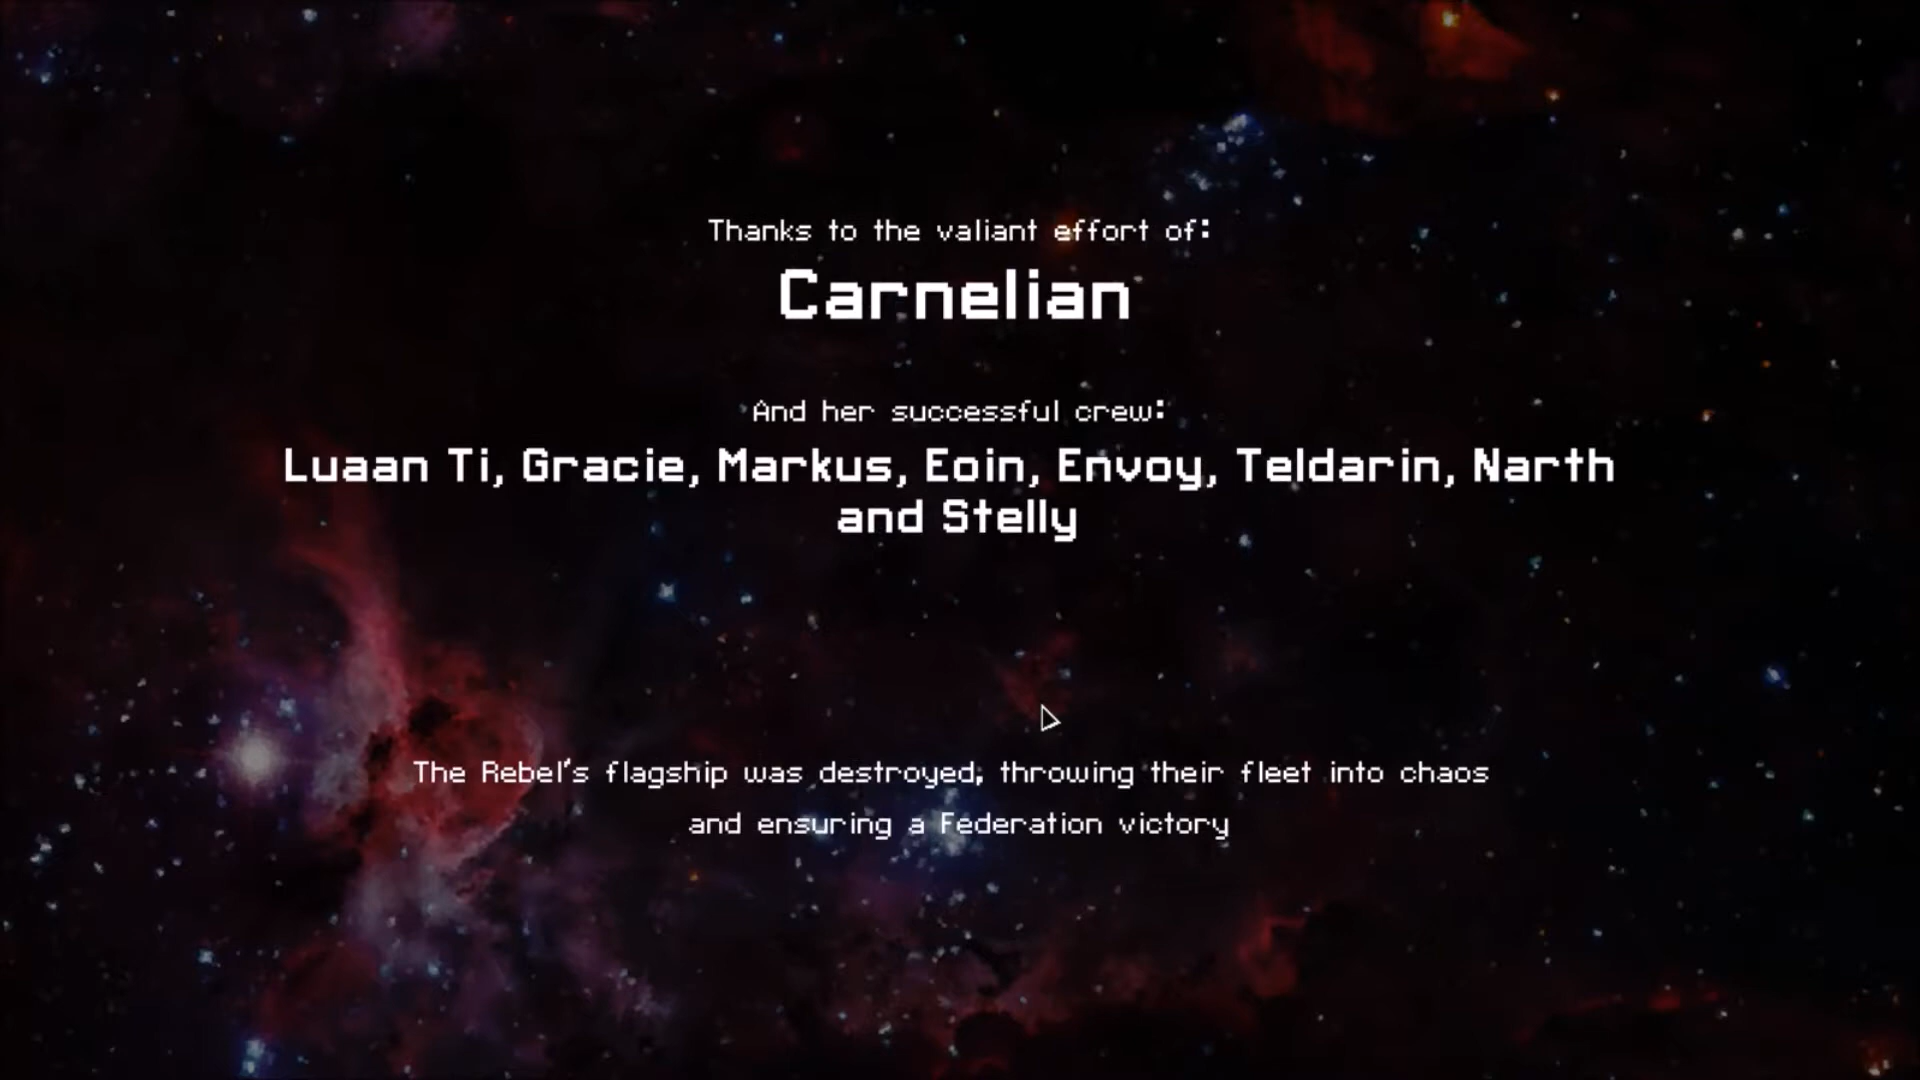 Thanks to the valiant effort of:
Carnelian
And her successful crew:
Luaan Ti, Gracie, Markus, Eoin, Envoy, Teldarin, Narth
and Stelly
The Rebel's flagship was destroyed, throwing their fleet into chaos
and ensuring a Federation victory